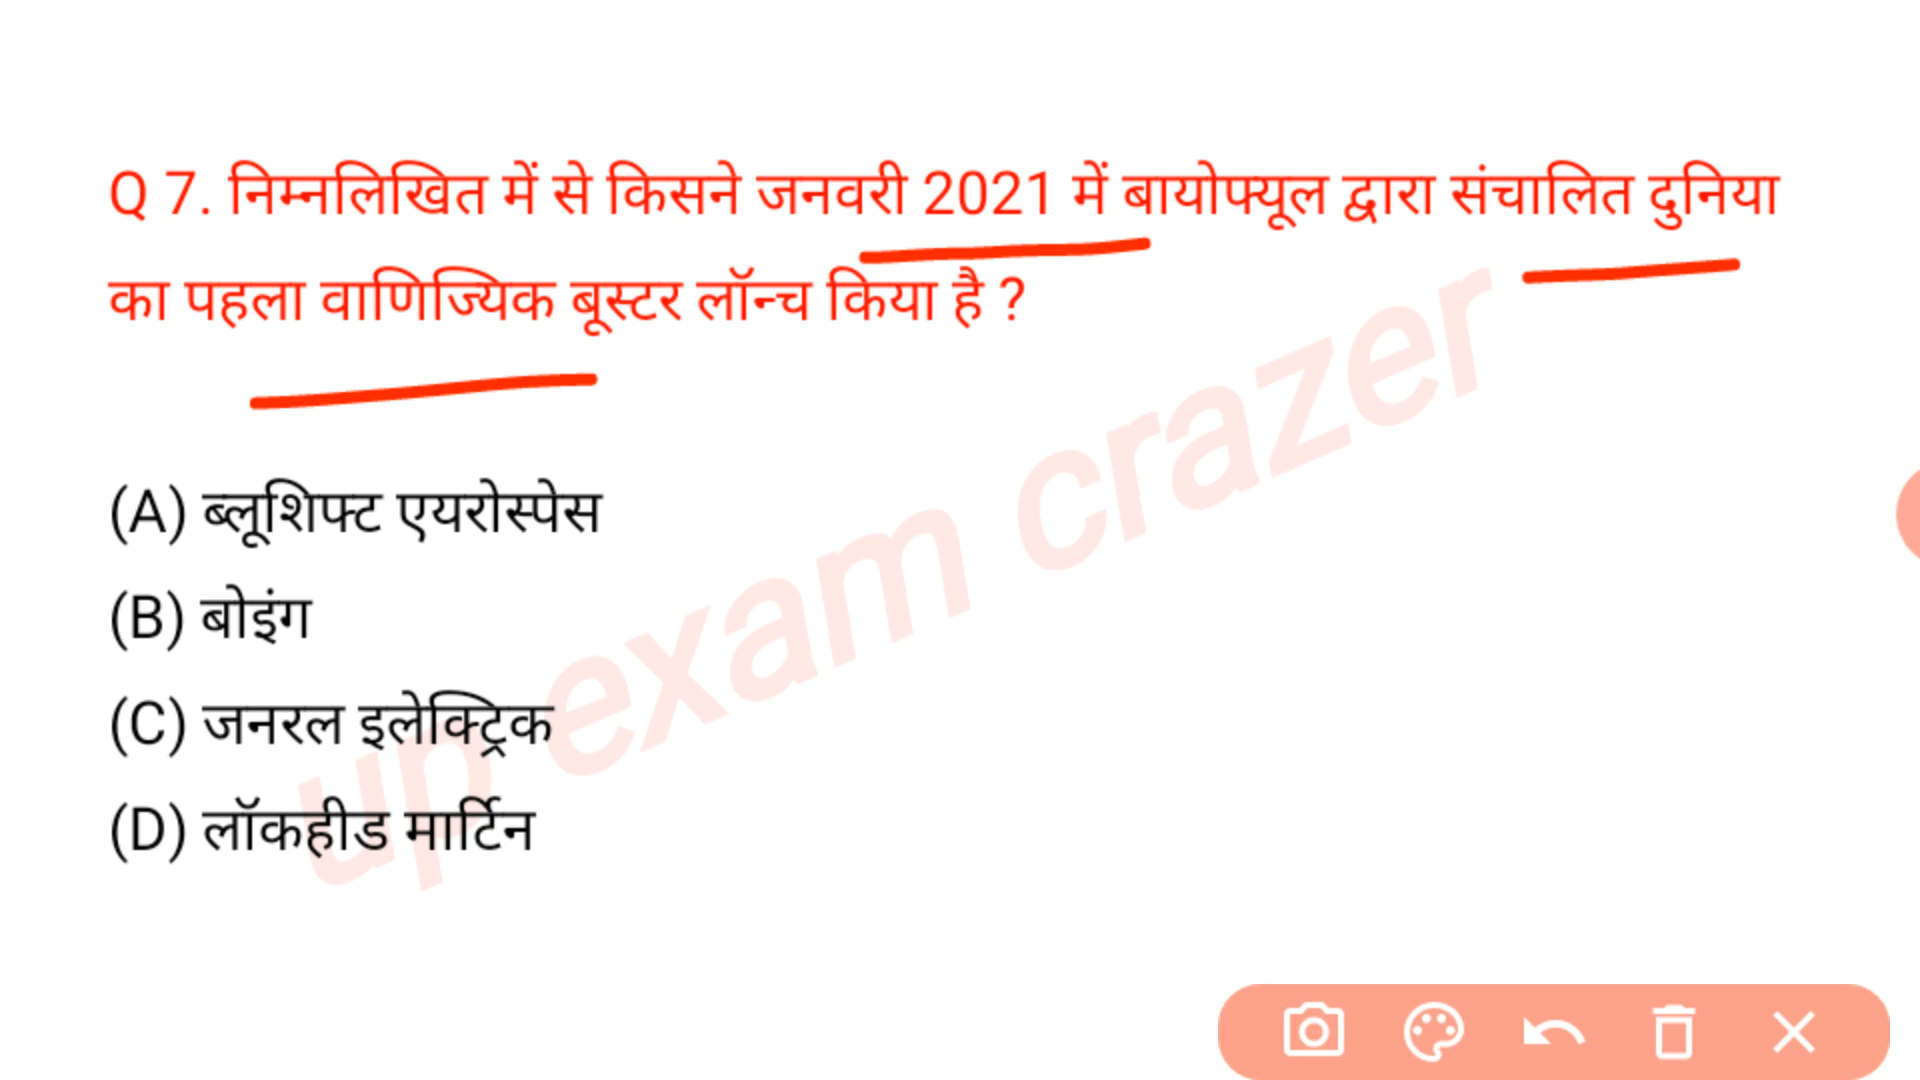 Q 7. निम्नलिखित में से किसने जनवरी 2021 में बायोफ्यूल द्वारा संचालित दुनिया
का पहला वाणिज्यिक बूस्टर लॉन्च किया है ?
(A) ब्लूशिफ्ट एयरोस्पेस
(B) बोइंग
(C) जनरल इलेक्ट्रिक
(D) लॉकहीड मार्टिन
up exam crazer